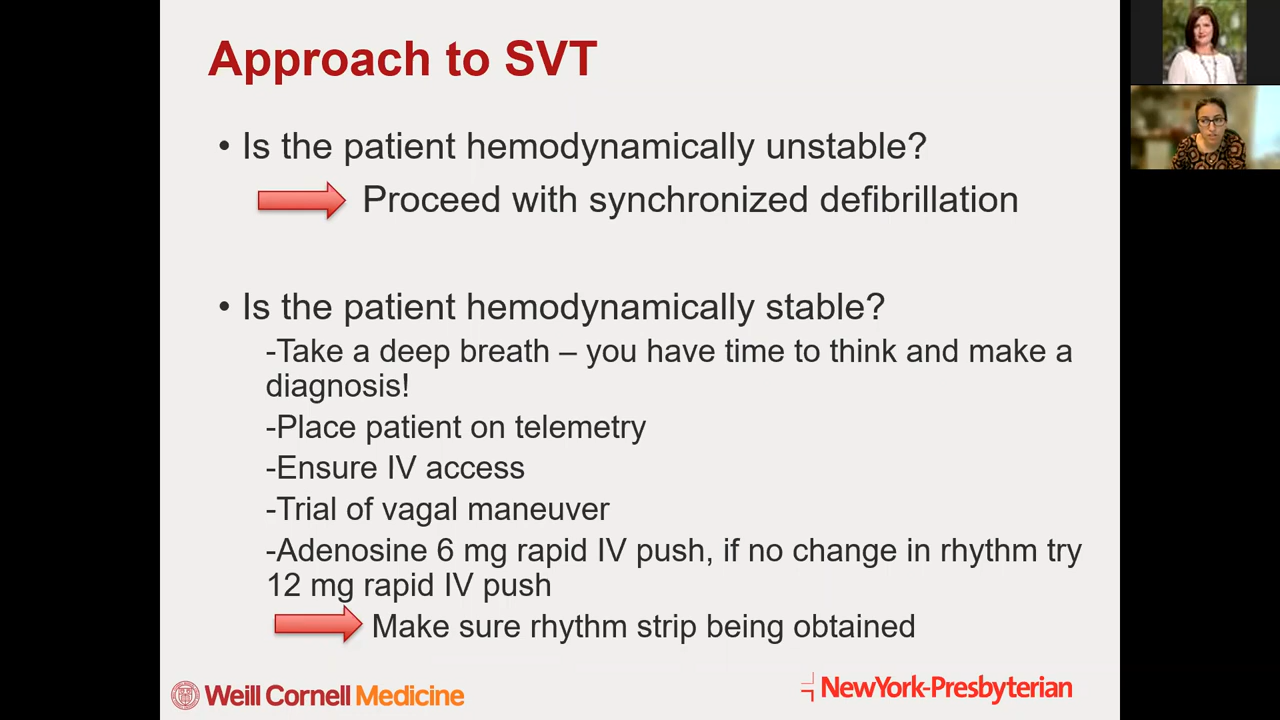 Approach to SVT
• Is the patient hemodynamically unstable?
Proceed with synchronized defibrillation
• Is the patient hemodynamically stable?
-Take a deep breath – you have time to think and make a
diagnosis!
-Place patient on telemetry
-Ensure IV access
-Trial of vagal maneuver
-Adenosine 6 mg rapid IV push, if no change in rhythm try
12 mg rapid IV push
Make sure rhythm strip being obtained
Weill Cornell Medicine
NewYork-Presbyterian